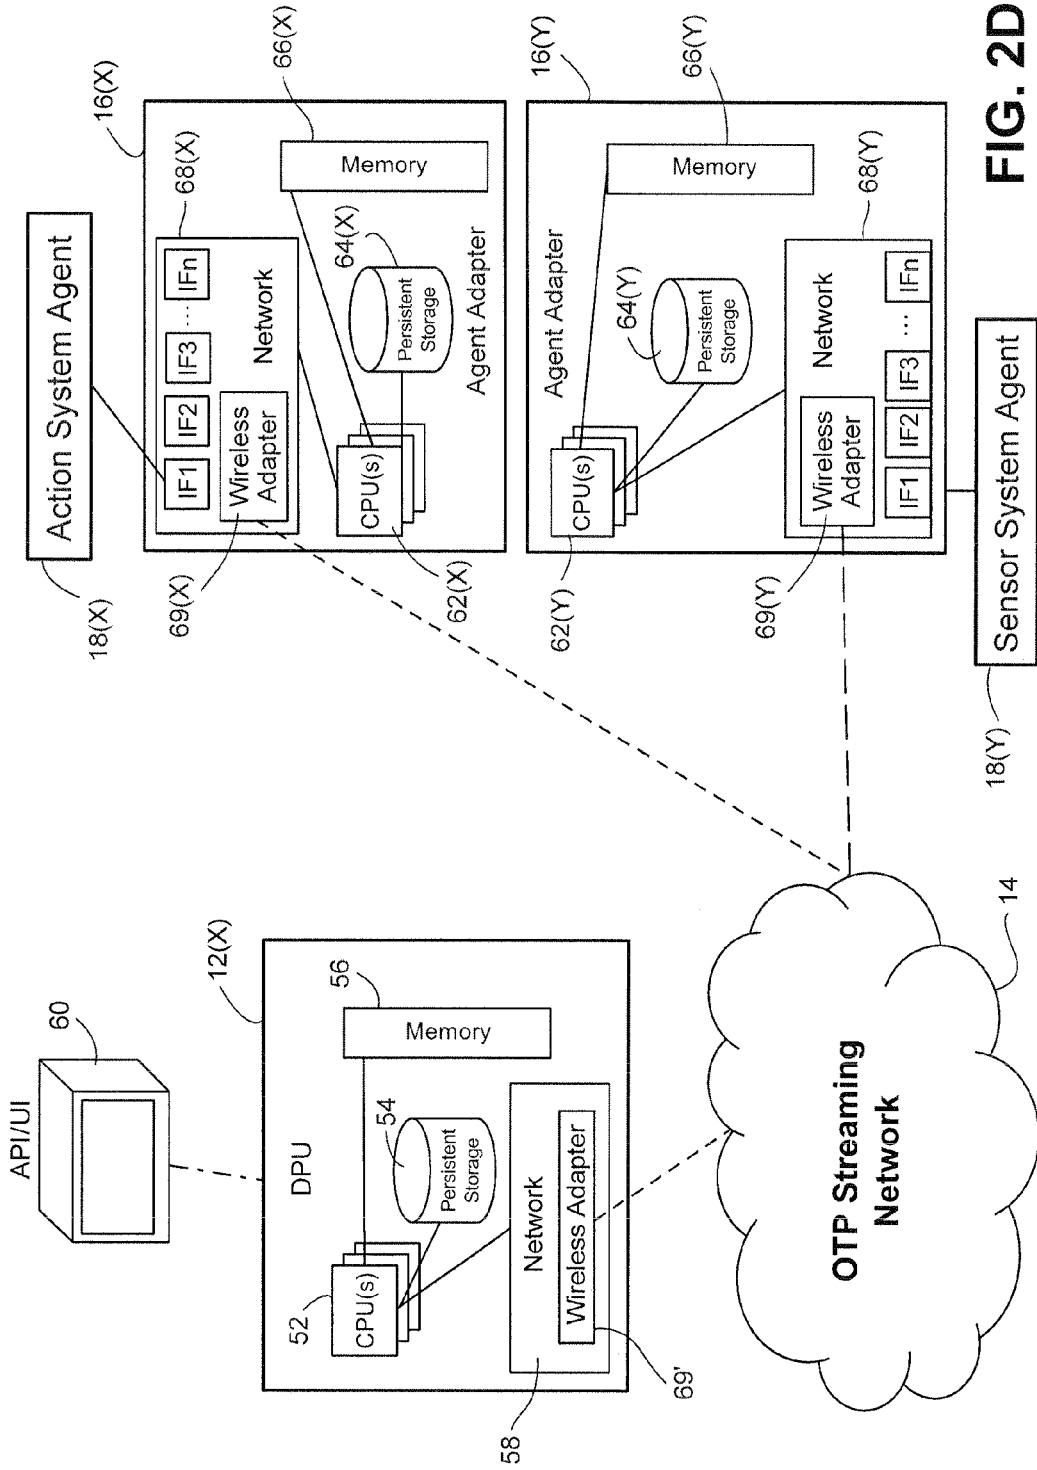 API/UI
60
12(X)
DPU
56
Memory
52
CPU(s)
54
Persistent
Storage
Network
Wireless Adapter
58
69'
OTP Streaming
Network
14
18(X)
Action System Agent
16(X)
68(X)
IF1
IF2
IF3
....
IFn
Wireless
Adapter
Network
69(X)
66(X)
Memory
64(X)
Persistent
Storage
CPU(s)
62(X)
Agent Adapter
16(Y)
Agent Adapter
66(Y)
Memory
64(Y)
Persistent
Storage
CPU(s)
62(Y)
68(Y)
Network
Wireless
Adapter
69(Y)
IF1
IF2
IF3
...
IFn
Sensor System Agent
18(Y)
FIG. 2D